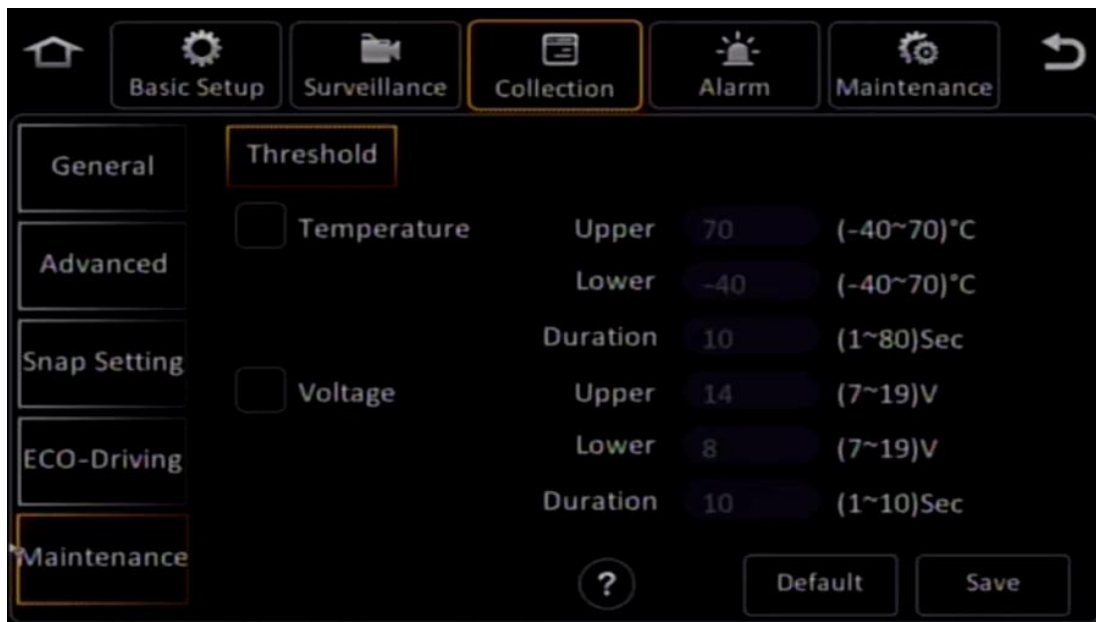 Basic Setup Surveillance Collection Alarm Maintenance
General
Advanced
Snap Setting
ECO-Driving
Maintenance
Threshold
Temperature Upper 70 (-40~70)°C
Lower -40 (-40~70)°C
Duration 10 (1~80)Sec
Voltage Upper 14 (7~19)V
Lower 8 (7~19)V
Duration 10 (1~10)Sec
? Default Save